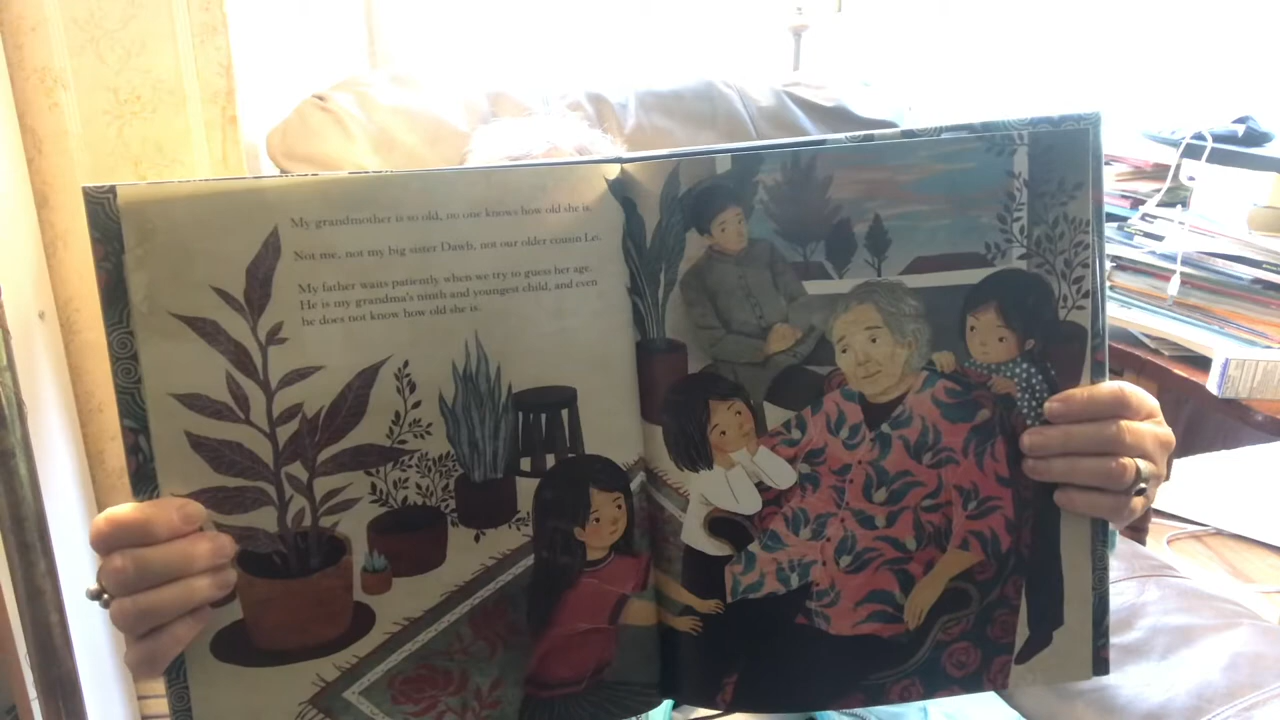 My grandmother is so old, no one knows how old she is.
Not me, not my big sister Dawb, not our older cousin Lei.
My father waits patiently when we try to guess her age.
He is my grandma's ninth and youngest child, and even
he does not know how old she is.